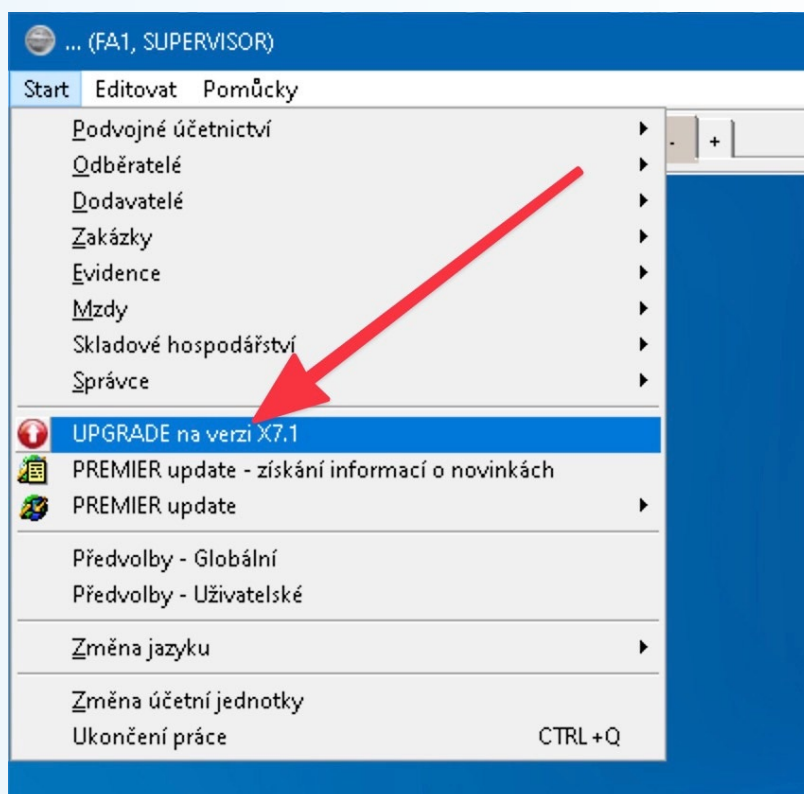 ... (FA1, SUPERVISOR)
Start Editovat Pomůcky
Podvojné účetnictví
- +
Odběratelé
Dodavatelé
Zakázky
Evidence
Mzdy
Skladové hospodářství
Správce
UPGRADE na verzi X7.1
PREMIER update - získání informací o novinkách
PREMIER update
Předvolby - Globální
Předvolby - Uživatelské
Změna jazyku
Změna účetní jednotky
Ukončení práce CTRL+Q